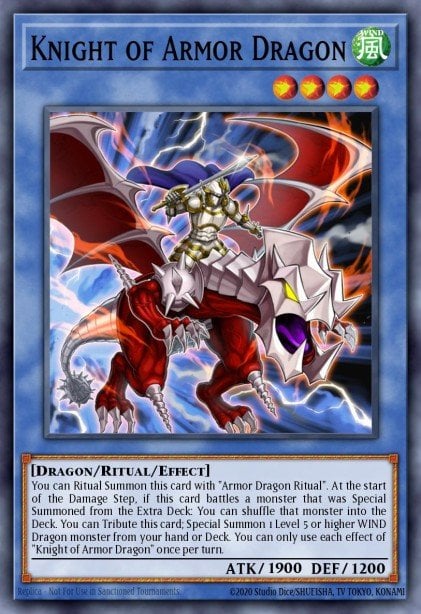 KNIGHT OF ARMOR DRAGON
WIND
風
[DRAGON/RITUAL/EFFECT]
You can Ritual Summon this card with "Armor Dragon Ritual". At the start
of the Damage Step, if this card battles a monster that was Special
Summoned from the Extra Deck: You can shuffle that monster into the
Deck. You can Tribute this card; Special Summon 1 Level 5 or higher WIND
Dragon monster from your hand or Deck. You can only use each effect of
"Knight of Armor Dragon" once per turn.
ATK/1900 DEF/1200
Replica - Not For Use in Sanctioned Tournaments. ©2020 Studio Dice/SHUEISHA, TV TOKYO, KONAMI